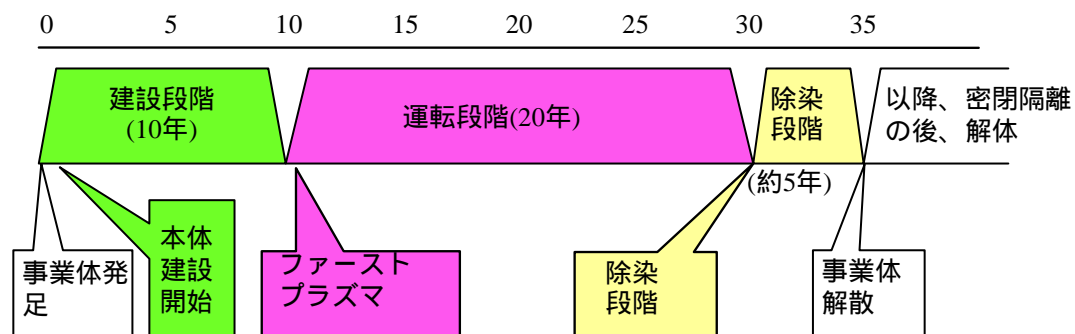 0 5 10 15 20 25 30 35
建設段階
(10年)
運転段階(20年)
除染
段階
以降、密閉隔離
の後、解体
(約5年)
事業体発
足
本体
建設
開始
ファースト
プラズマ
除染
段階
事業体
解散